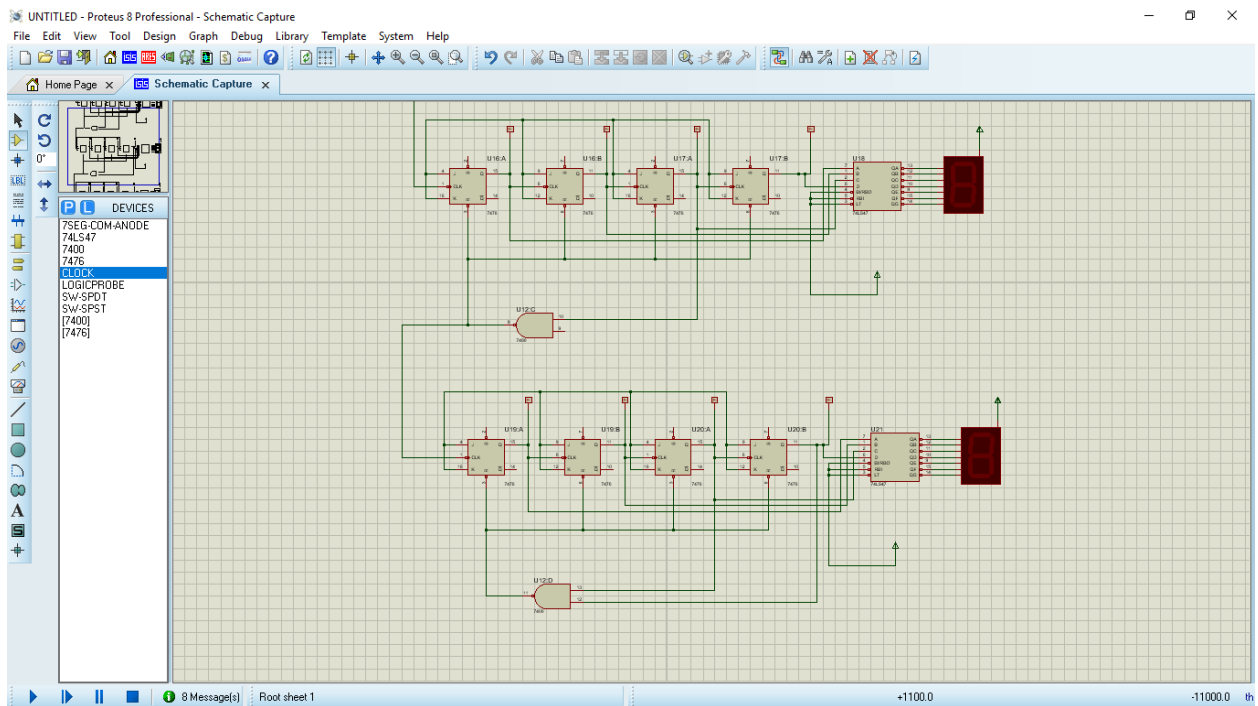 UNTITLED - Proteus 8 Professional - Schematic Capture
File Edit View Tool Design Graph Debug Library Template System Help
Home Page
Schematic Capture
0°
P L DEVICES
7SEG-COM-ANODE
74LS47
7400
7476
CLOCK
LOGICPROBE
SW-SPDT
SW-SPST
[7400]
[7476]
U16:A U16:B U17:A U17:B U18
7476 7476 7476 7476 74LS47
U12:C
7400
U19:A U19:B U20:A U20:B U21
7476 7476 7476 7476 74LS47
U12:D
7400
8 Message(s) Root sheet 1 +1100.0 -11000.0 th